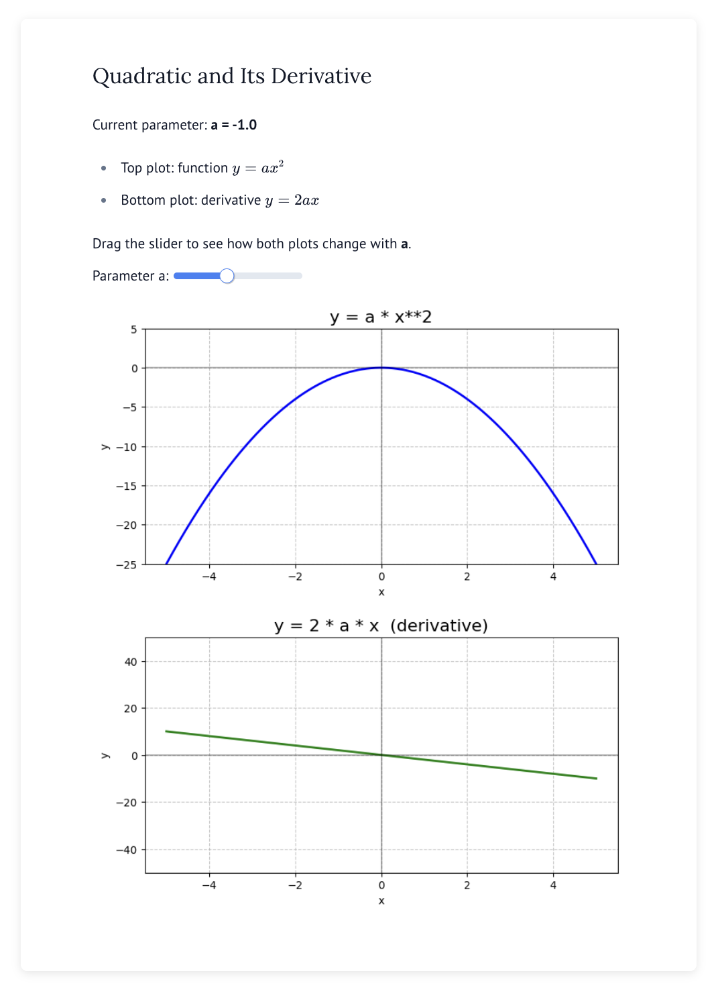 Quadratic and Its Derivative
Current parameter: a = -1.0
Top plot: function y = ax²
Bottom plot: derivative y = 2ax
Drag the slider to see how both plots change with a.
Parameter a:
y = a * x**2
5
0
−5
−10
−15
−20
−25
y
−4 −2 0 2 4
x
y = 2 * a * x (derivative)
40
20
0
−20
−40
y
−4 −2 0 2 4
x